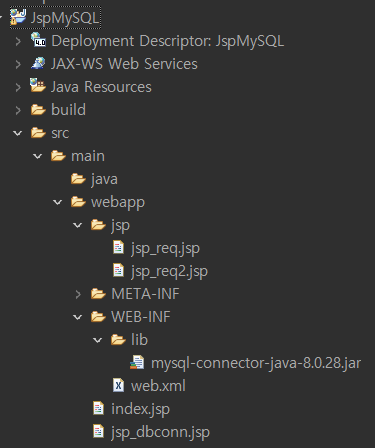 JspMySQL
Deployment Descriptor: JspMySQL
JAX-WS Web Services
Java Resources
build
src
main
java
webapp
jsp
jsp_req.jsp
jsp_req2.jsp
META-INF
WEB-INF
lib
mysql-connector-java-8.0.28.jar
web.xml
index.jsp
jsp_dbconn.jsp